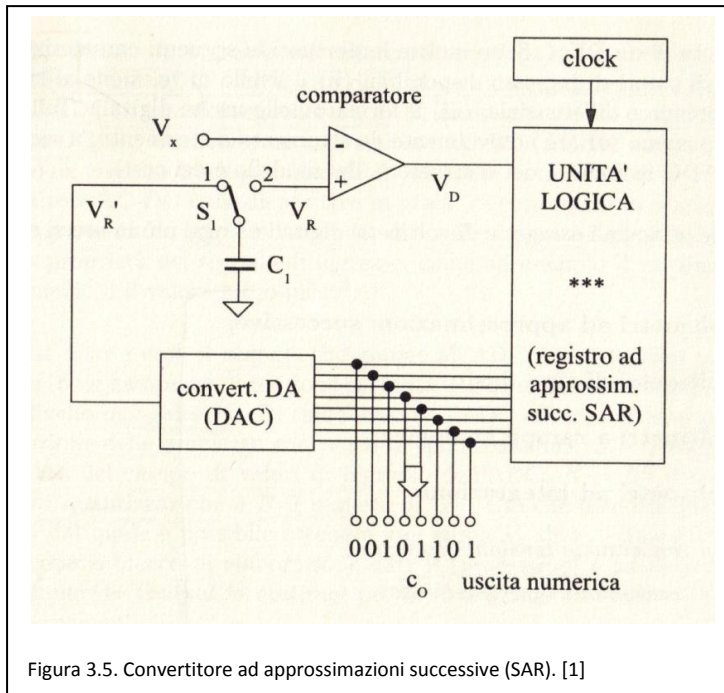 clock
comparatore
Vx
-
+
VD
UNITA'
LOGICA
1
2
VR'
S1
VR
C1
***
convert. DA
(DAC)
(registro ad
approssim.
succ. SAR)
00101101
co uscita numerica
Figura 3.5. Convertitore ad approssimazioni successive (SAR). [1]